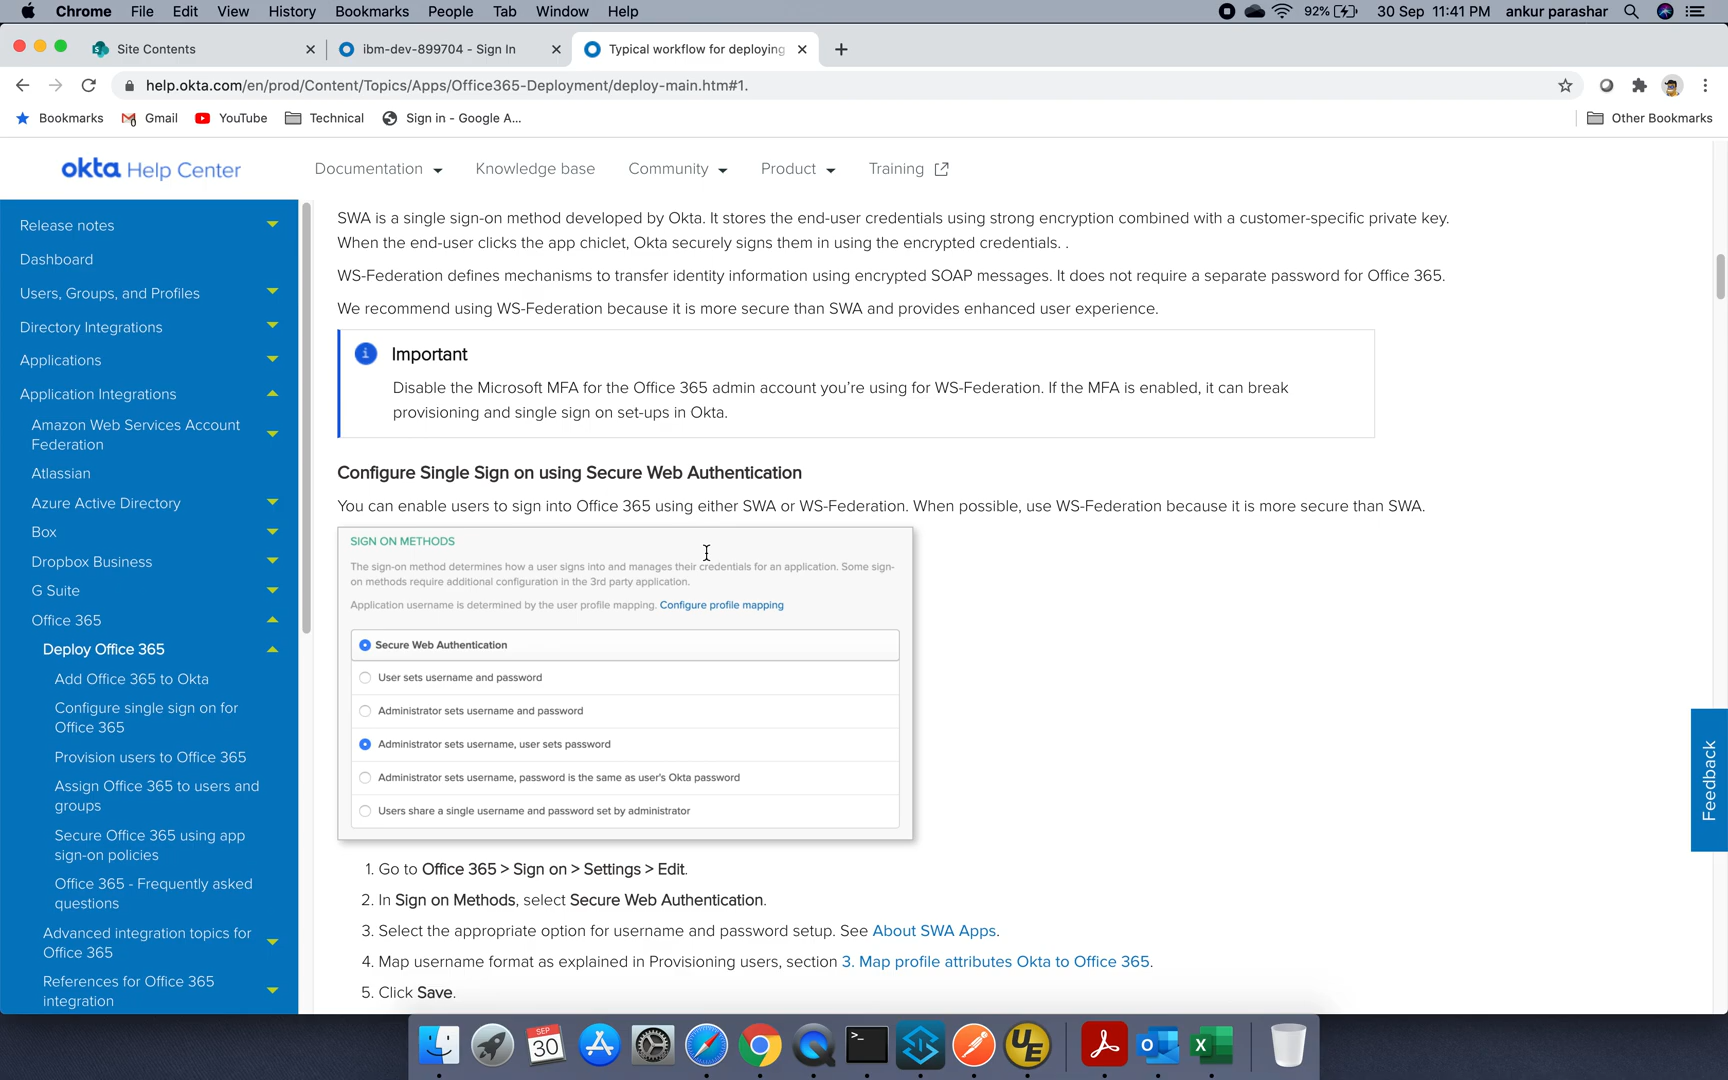 Chrome File Edit View History Bookmarks People Tab Window Help 92% 30 Sep 11:41 PM ankur parashar
Site Contents ibm-dev-899704 - Sign In Typical workflow for deploying
help.okta.com/en/prod/Content/Topics/Apps/Office365-Deployment/deploy-main.htm#1.
Bookmarks Gmail YouTube Technical Sign in - Google A... Other Bookmarks
okta Help Center Documentation Knowledge base Community Product Training
Release notes
Dashboard
Users, Groups, and Profiles
Directory Integrations
Applications
Application Integrations
Amazon Web Services Account
Federation
Atlassian
Azure Active Directory
Box
Dropbox Business
G Suite
Office 365
Deploy Office 365
Add Office 365 to Okta
Configure single sign on for
Office 365
Provision users to Office 365
Assign Office 365 to users and
groups
Secure Office 365 using app
sign-on policies
Office 365 - Frequently asked
questions
Advanced integration topics for
Office 365
References for Office 365
integration
SWA is a single sign-on method developed by Okta. It stores the end-user credentials using strong encryption combined with a customer-specific private key.
When the end-user clicks the app chiclet, Okta securely signs them in using the encrypted credentials. .
WS-Federation defines mechanisms to transfer identity information using encrypted SOAP messages. It does not require a separate password for Office 365.
We recommend using WS-Federation because it is more secure than SWA and provides enhanced user experience.
Important
Disable the Microsoft MFA for the Office 365 admin account you're using for WS-Federation. If the MFA is enabled, it can break
provisioning and single sign on set-ups in Okta.
Configure Single Sign on using Secure Web Authentication
You can enable users to sign into Office 365 using either SWA or WS-Federation. When possible, use WS-Federation because it is more secure than SWA.
SIGN ON METHODS
The sign-on method determines how a user signs into and manages their credentials for an application. Some sign-
on methods require additional configuration in the 3rd party application.
Application username is determined by the user profile mapping. Configure profile mapping
Secure Web Authentication
User sets username and password
Administrator sets username and password
Administrator sets username, user sets password
Administrator sets username, password is the same as user's Okta password
Users share a single username and password set by administrator
1. Go to Office 365 > Sign on > Settings > Edit.
2. In Sign on Methods, select Secure Web Authentication.
3. Select the appropriate option for username and password setup. See About SWA Apps.
4. Map username format as explained in Provisioning users, section 3. Map profile attributes Okta to Office 365.
5. Click Save.
Feedback
SEP
30
UE